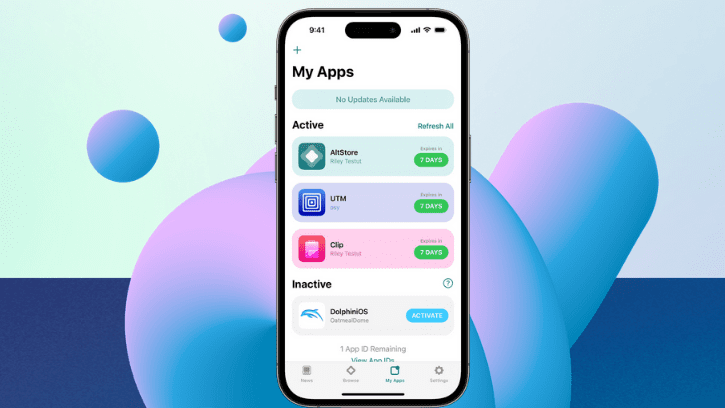 9:41
+
My Apps
No Updates Available
Active
Refresh All
AltStore
Riley Testut
Expires in
7 DAYS
UTM
Expires in
7 DAYS
Clip
Riley Testut
Expires in
7 DAYS
Inactive
?
DolphiniOS
OatmealDome
ACTIVATE
1 App ID Remaining
View App IDs
News
Browse
My Apps
Settings